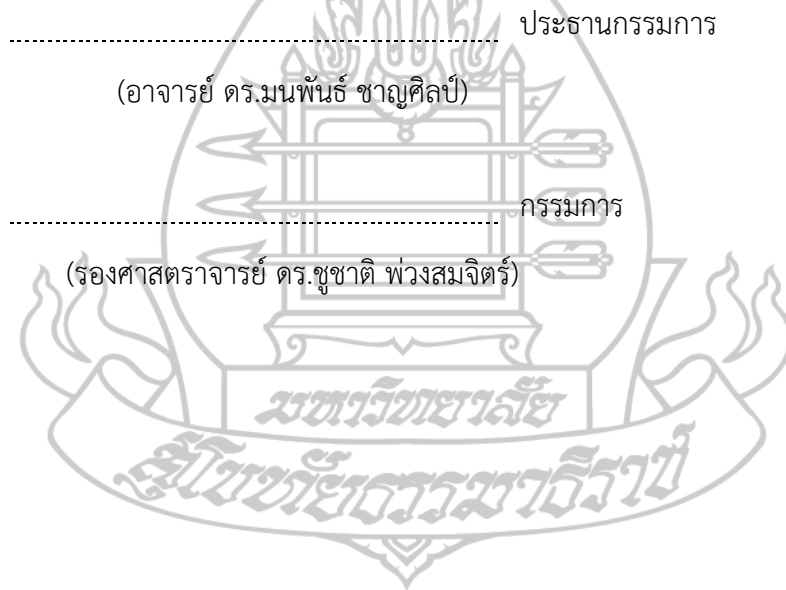 ประธานกรรมการ
(อาจารย์ ดร.มนพันธ์ ชาญศิลป์)
กรรมการ
(รองศาสตราจารย์ ดร.ชูชาติ พ่วงสมจิตร์)
มหาวิทยาลัย
สุโขทัยธรรมาธิราช